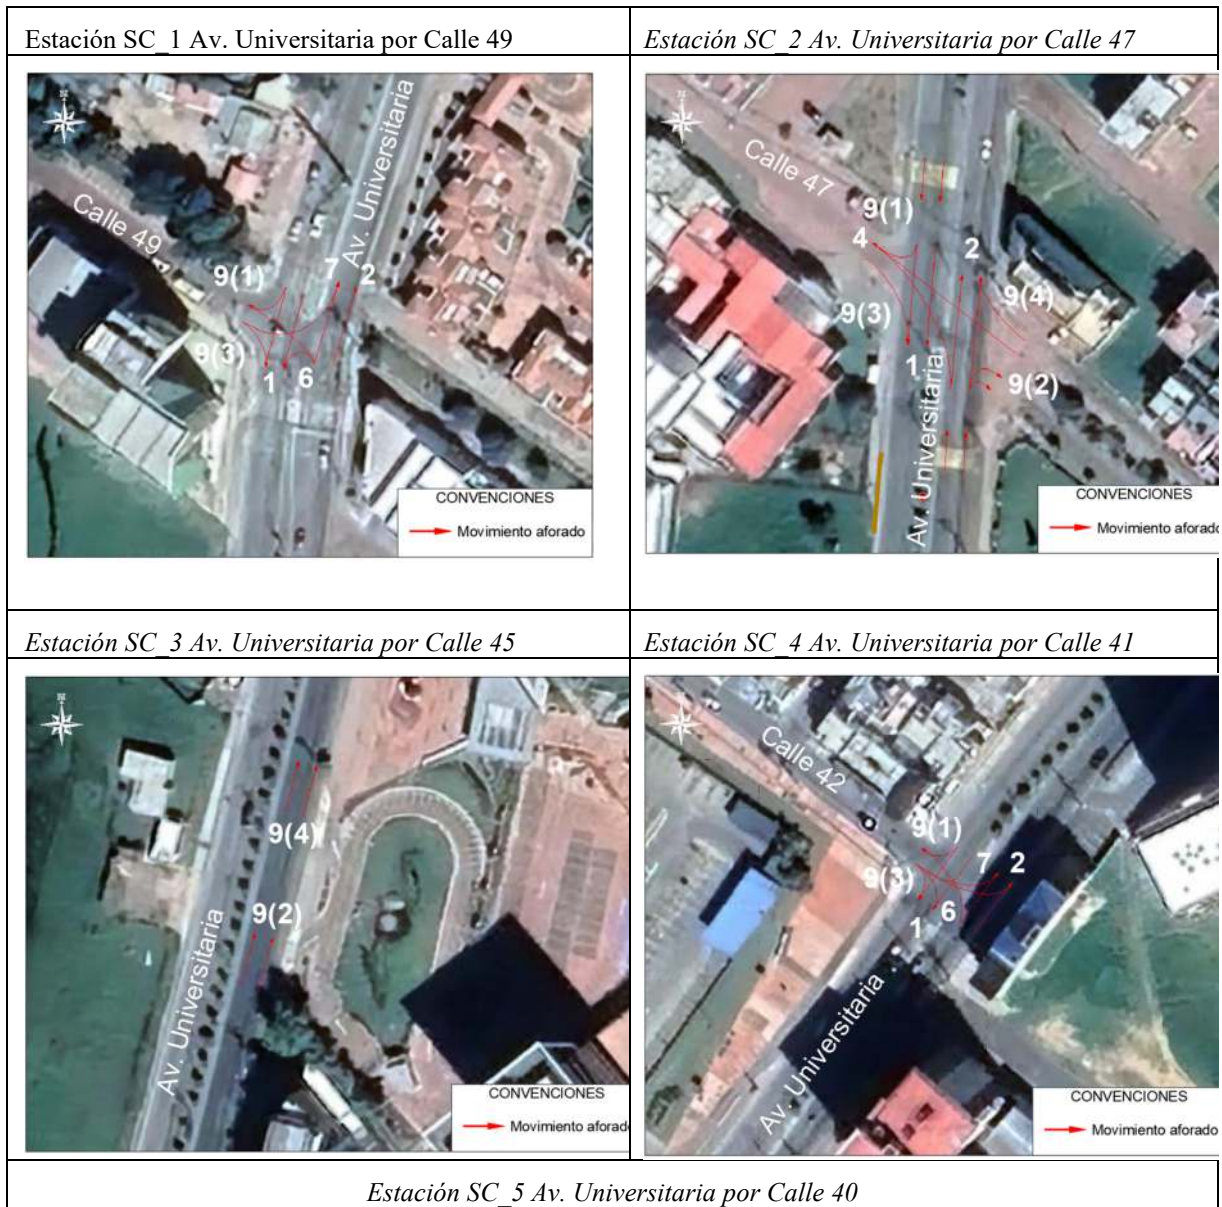 Estación SC_1 Av. Universitaria por Calle 49
Estación SC_2 Av. Universitaria por Calle 47
Calle 49
Av. Universitaria
9(1)
7
2
9(3)
1
6
CONVENCIONES
Movimiento aforado
Calle 47
9(1)
4
2
9(4)
9(3)
1
9(2)
Av. Universitaria
CONVENCIONES
Movimiento aforado
Estación SC_3 Av. Universitaria por Calle 45
Estación SC_4 Av. Universitaria por Calle 41
9(4)
9(2)
Av. Universitaria
CONVENCIONES
Movimiento aforad
Calle 42
9(1)
7
2
9(3)
6
1
Av. Universitaria
CONVENCIONES
Movimiento aforado
Estación SC_5 Av. Universitaria por Calle 40